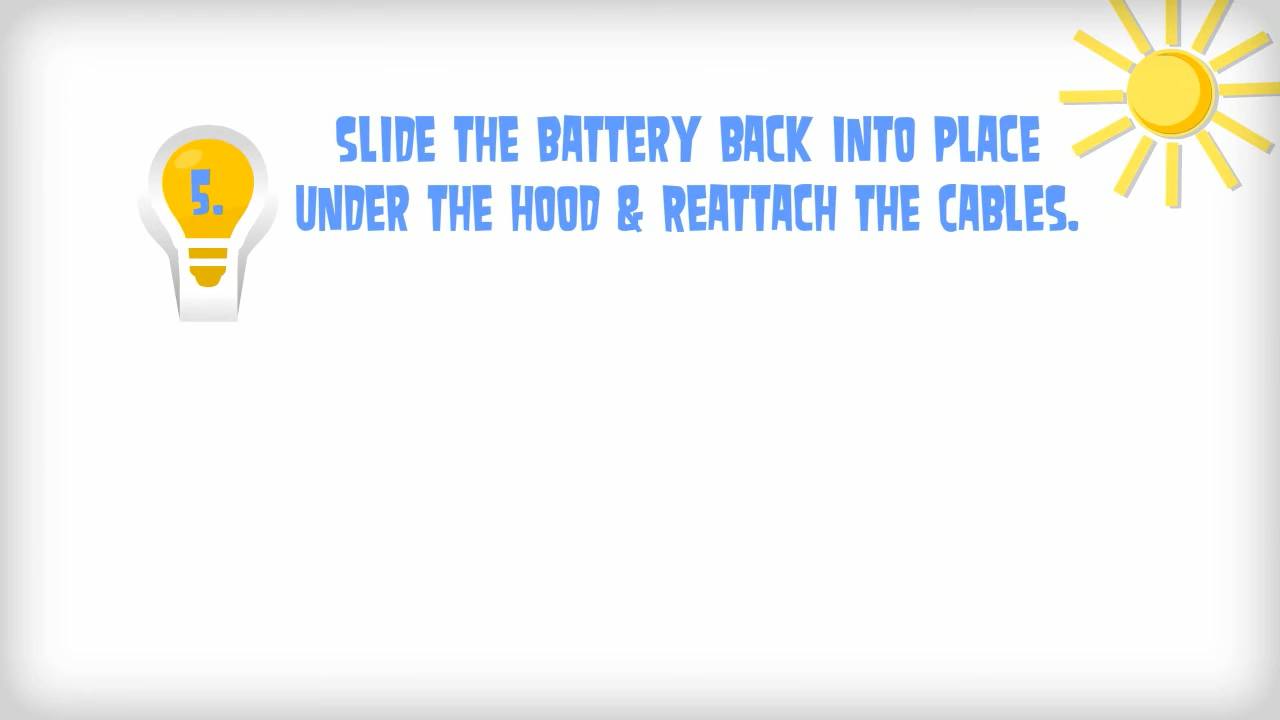 5.
SLIDE THE BATTERY BACK INTO PLACE
UNDER THE HOOD & REATTACH THE CABLES.